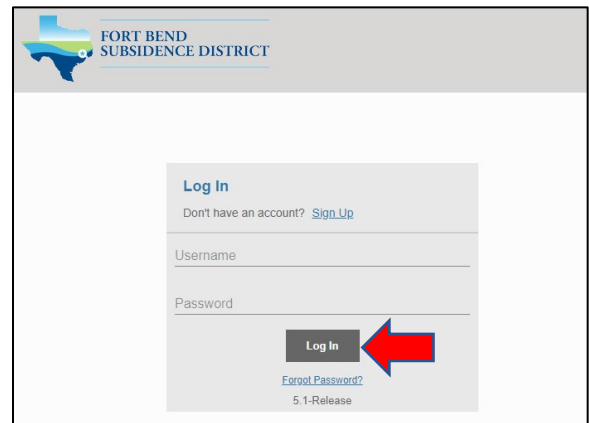 FORT BEND
SUBSIDENCE DISTRICT
Log In
Don't have an account? Sign Up
Username
Password
Log In
Forgot Password?
5.1-Release